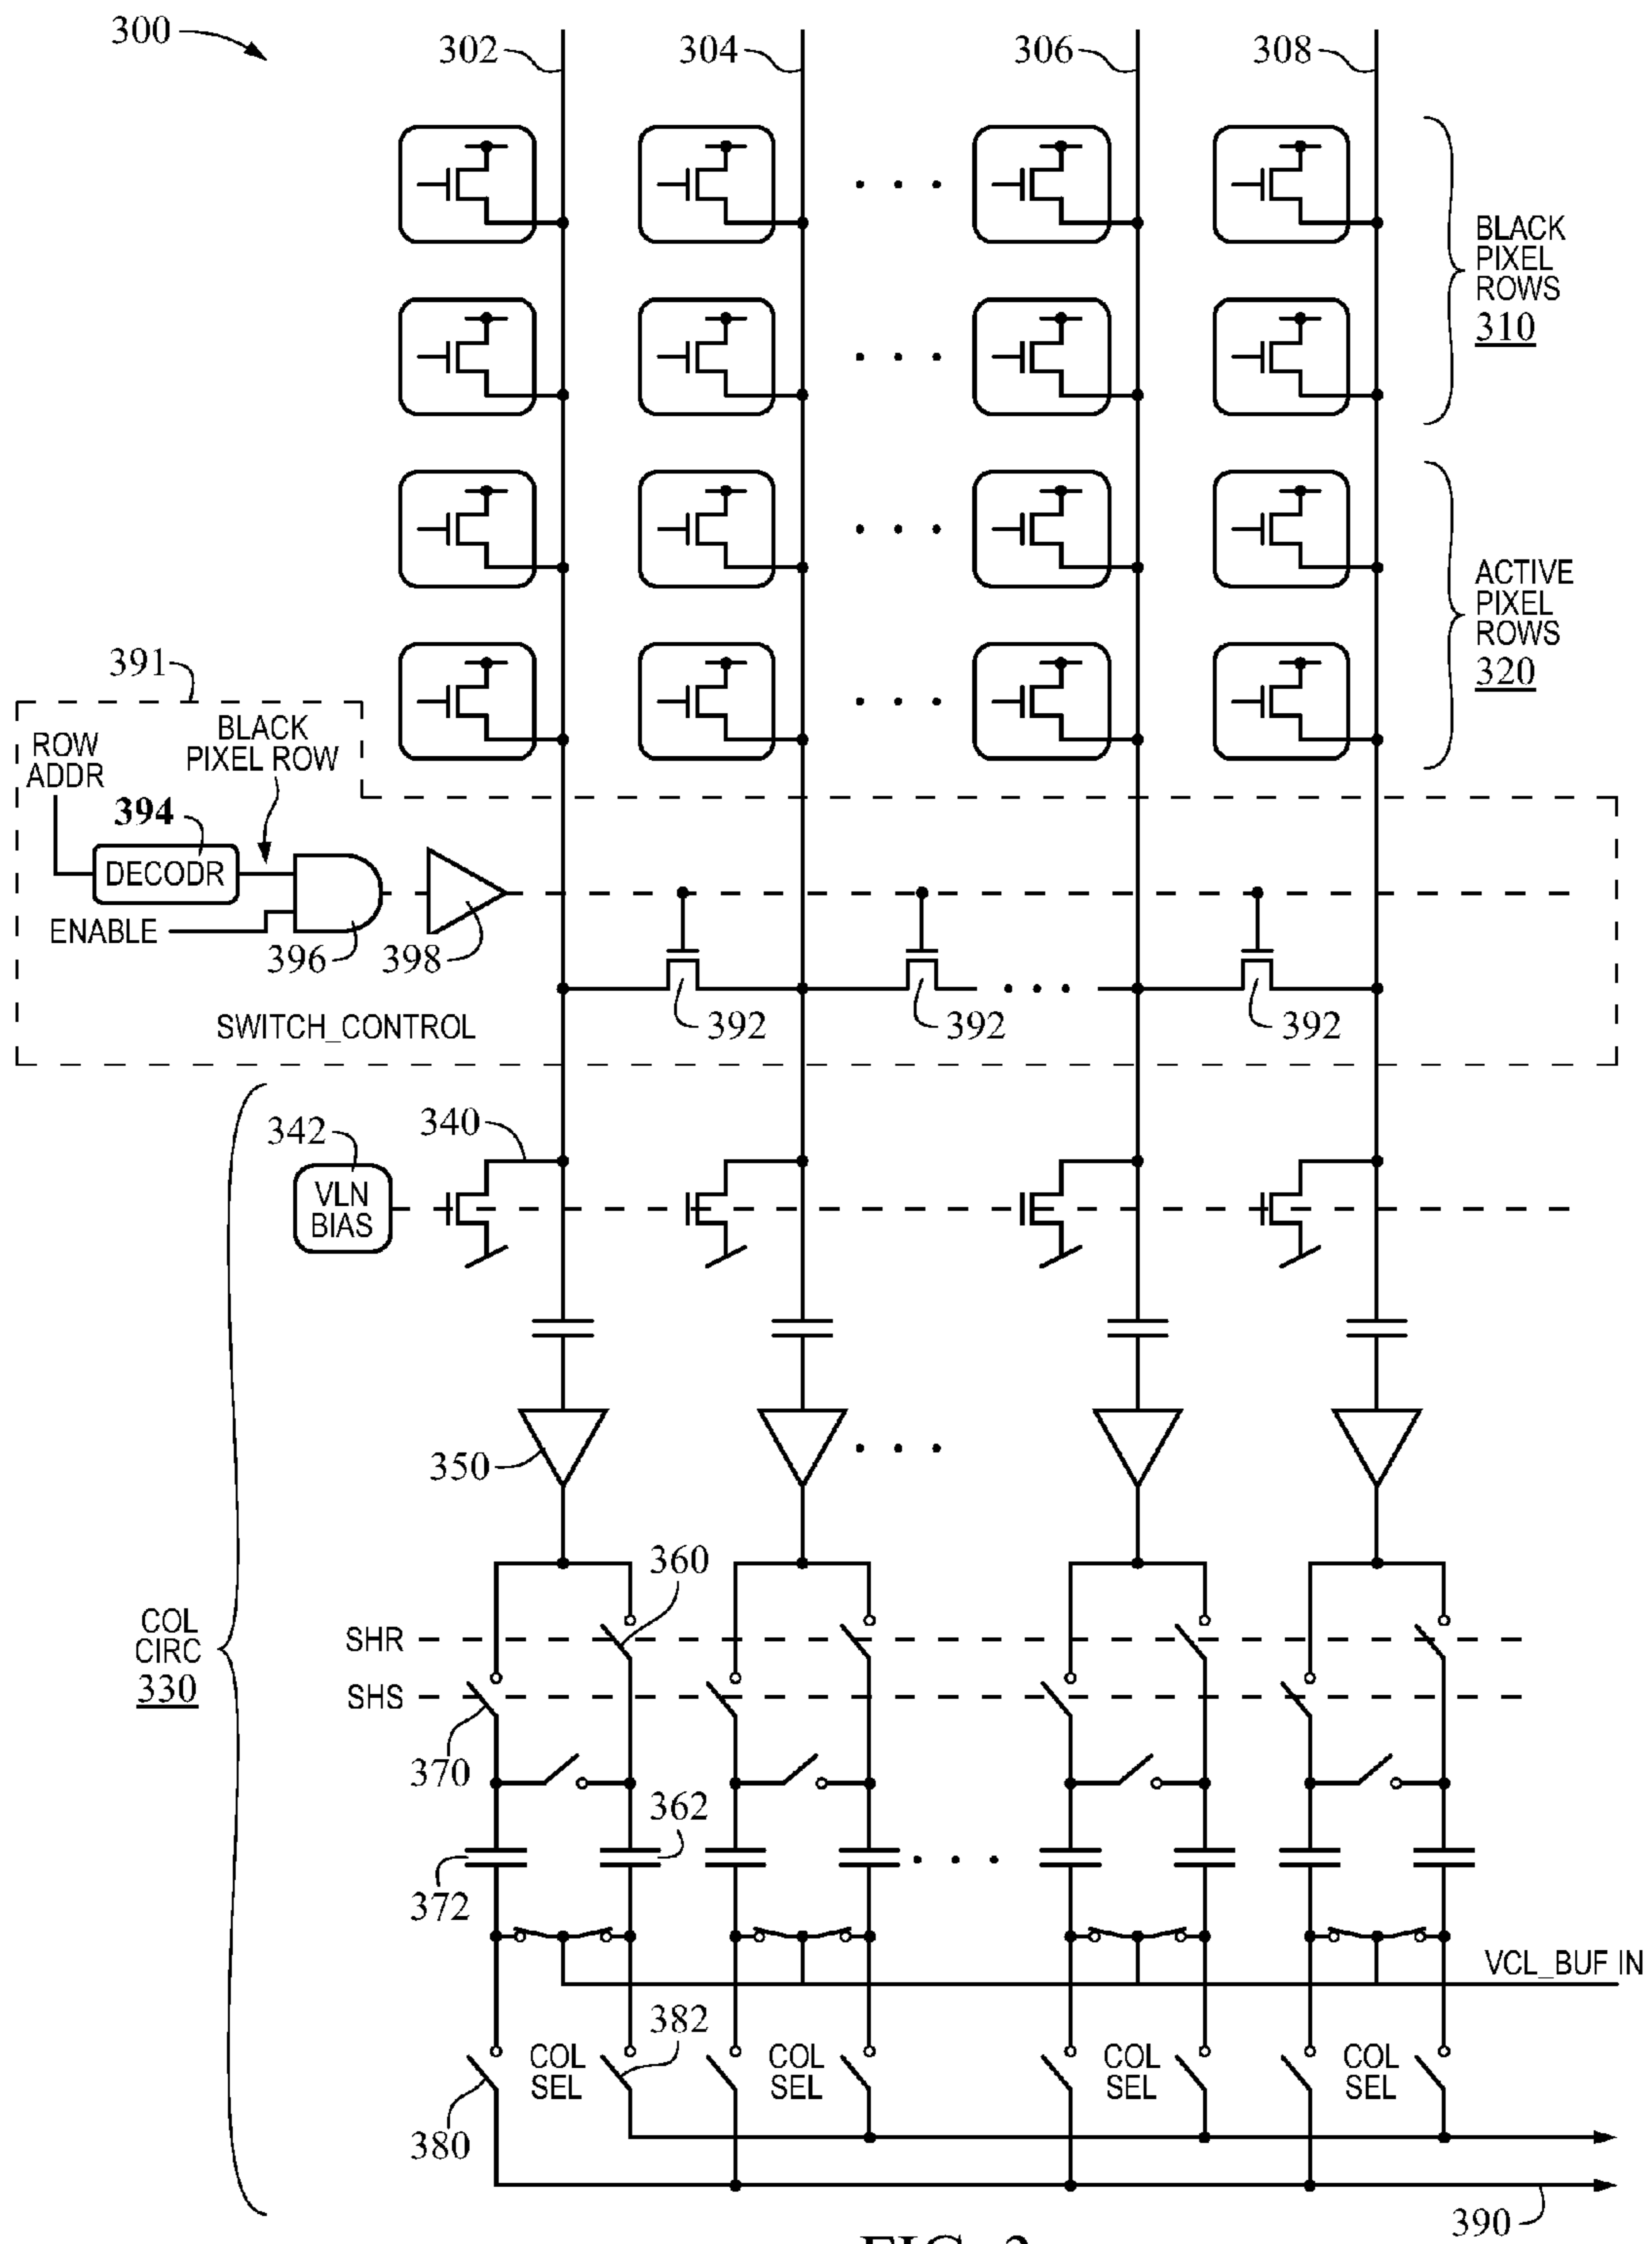 300
302
304
306
308
BLACK
PIXEL
ROWS
310
ACTIVE
PIXEL
ROWS
320
391
ROW
ADDR
BLACK
PIXEL ROW
394
DECODR
ENABLE
396
398
392
392
392
SWITCH_CONTROL
342
VLN
BIAS
340
350
COL
CIRC
330
360
SHR
SHS
370
362
372
VCL_BUF IN
382
COL
SEL
COL
SEL
COL
SEL
COL
SEL
380
390